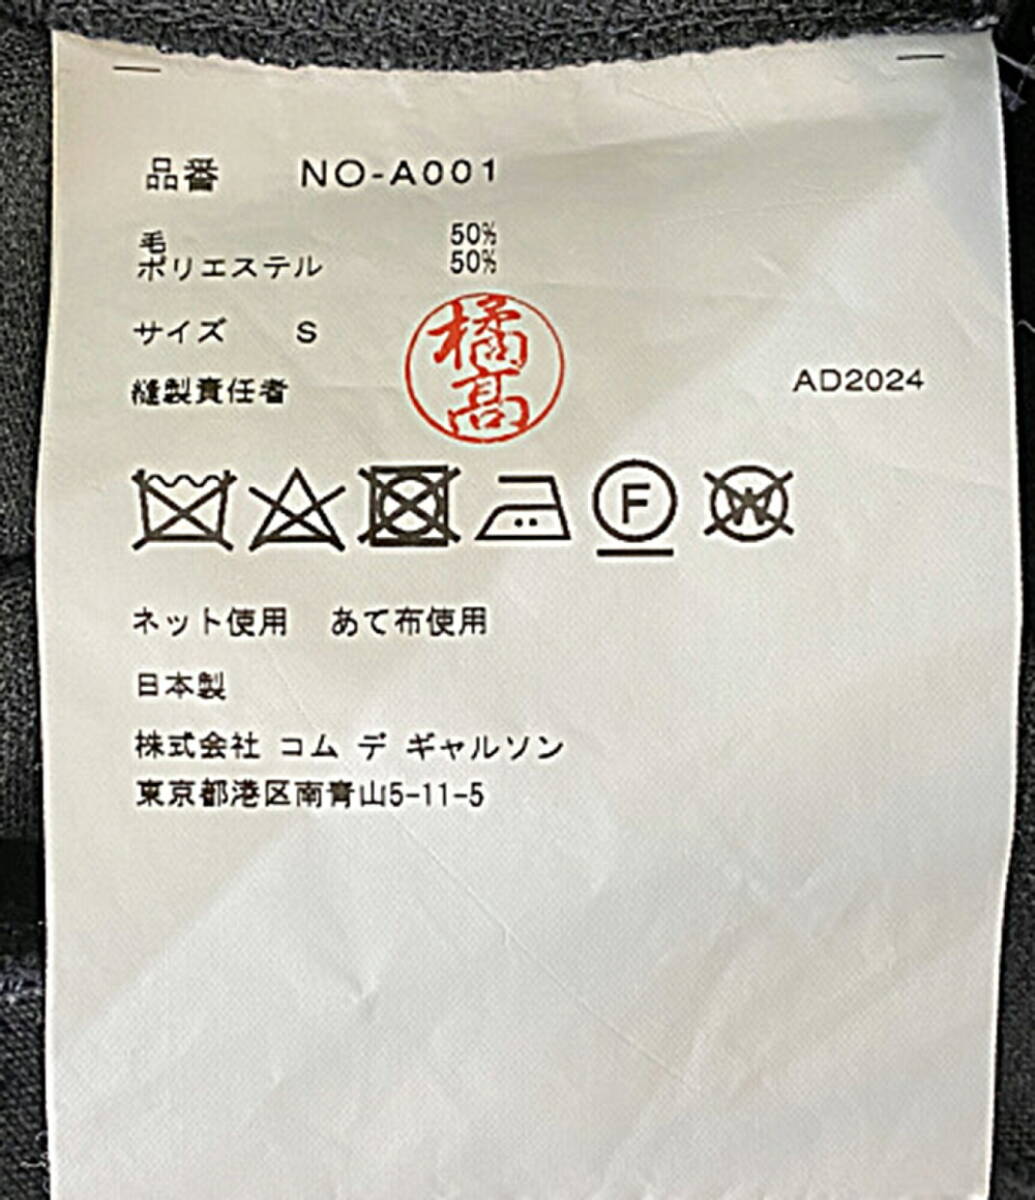 品番 NO-A001
毛 50%
ポリエステル 50%
サイズ S
縫製責任者 橘高
AD2024
F W
ネット使用 あて布使用
日本製
株式会社 コム デ ギャルソン
東京都港区南青山5-11-5